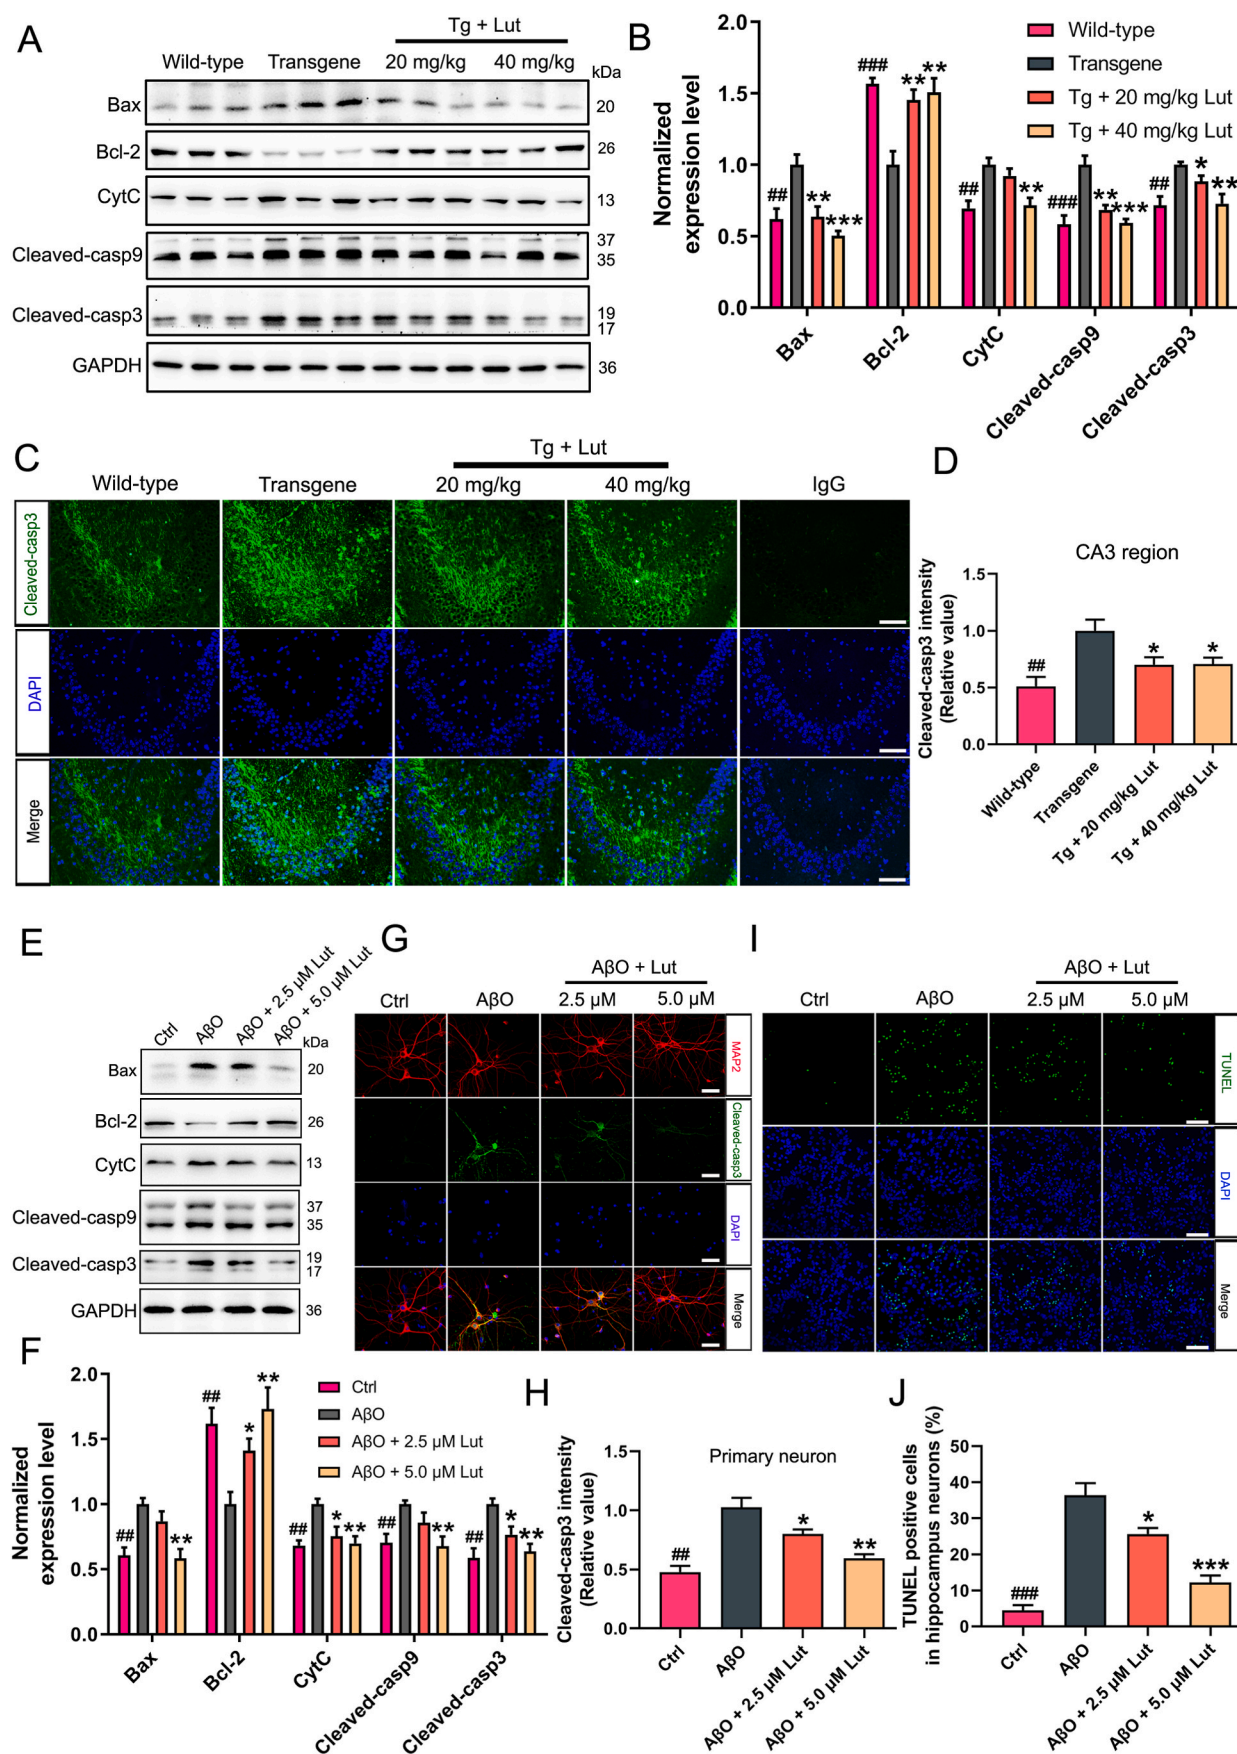 A
Tg + Lut
Wild-type Transgene 20 mg/kg 40 mg/kg
kDa
Bax 20
Bcl-2 26
CytC 13
Cleaved-casp9 37
35
Cleaved-casp3 19
17
GAPDH 36
B
Normalized
expression level
2.0
1.5
1.0
0.5
0.0
Wild-type
Transgene
Tg + 20 mg/kg Lut
Tg + 40 mg/kg Lut
## ** ***
### ** **
## **
### ** ***
## * **
Bax Bcl-2 CytC Cleaved-casp9 Cleaved-casp3
C
Tg + Lut
Wild-type Transgene 20 mg/kg 40 mg/kg IgG
Cleaved-casp3
DAPI
Merge
D
CA3 region
Cleaved-casp3 intensity
(Relative value)
1.5
1.0
0.5
0.0
## * *
Wild-type Transgene Tg + 20 mg/kg Lut Tg + 40 mg/kg Lut
E
Ctrl AβO AβO + 2.5 μM Lut AβO + 5.0 μM Lut
kDa
Bax 20
Bcl-2 26
CytC 13
Cleaved-casp9 37
35
Cleaved-casp3 19
17
GAPDH 36
G
AβO + Lut
Ctrl AβO 2.5 μM 5.0 μM
MAP2
Cleaved-casp3
DAPI
Merge
I
AβO + Lut
Ctrl AβO 2.5 μM 5.0 μM
TUNEL
DAPI
Merge
F
Normalized
expression level
2.0
1.5
1.0
0.5
0.0
Ctrl
AβO
AβO + 2.5 μM Lut
AβO + 5.0 μM Lut
## **
## * **
## * **
## **
## * **
Bax Bcl-2 CytC Cleaved-casp9 Cleaved-casp3
H
Primary neuron
Cleaved-casp3 intensity
(Relative value)
1.5
1.0
0.5
0.0
## * **
Ctrl AβO AβO + 2.5 μM Lut AβO + 5.0 μM Lut
J
TUNEL positive cells
in hippocampus neurons (%)
50
40
30
20
10
0
### * ***
Ctrl AβO AβO + 2.5 μM Lut AβO + 5.0 μM Lut